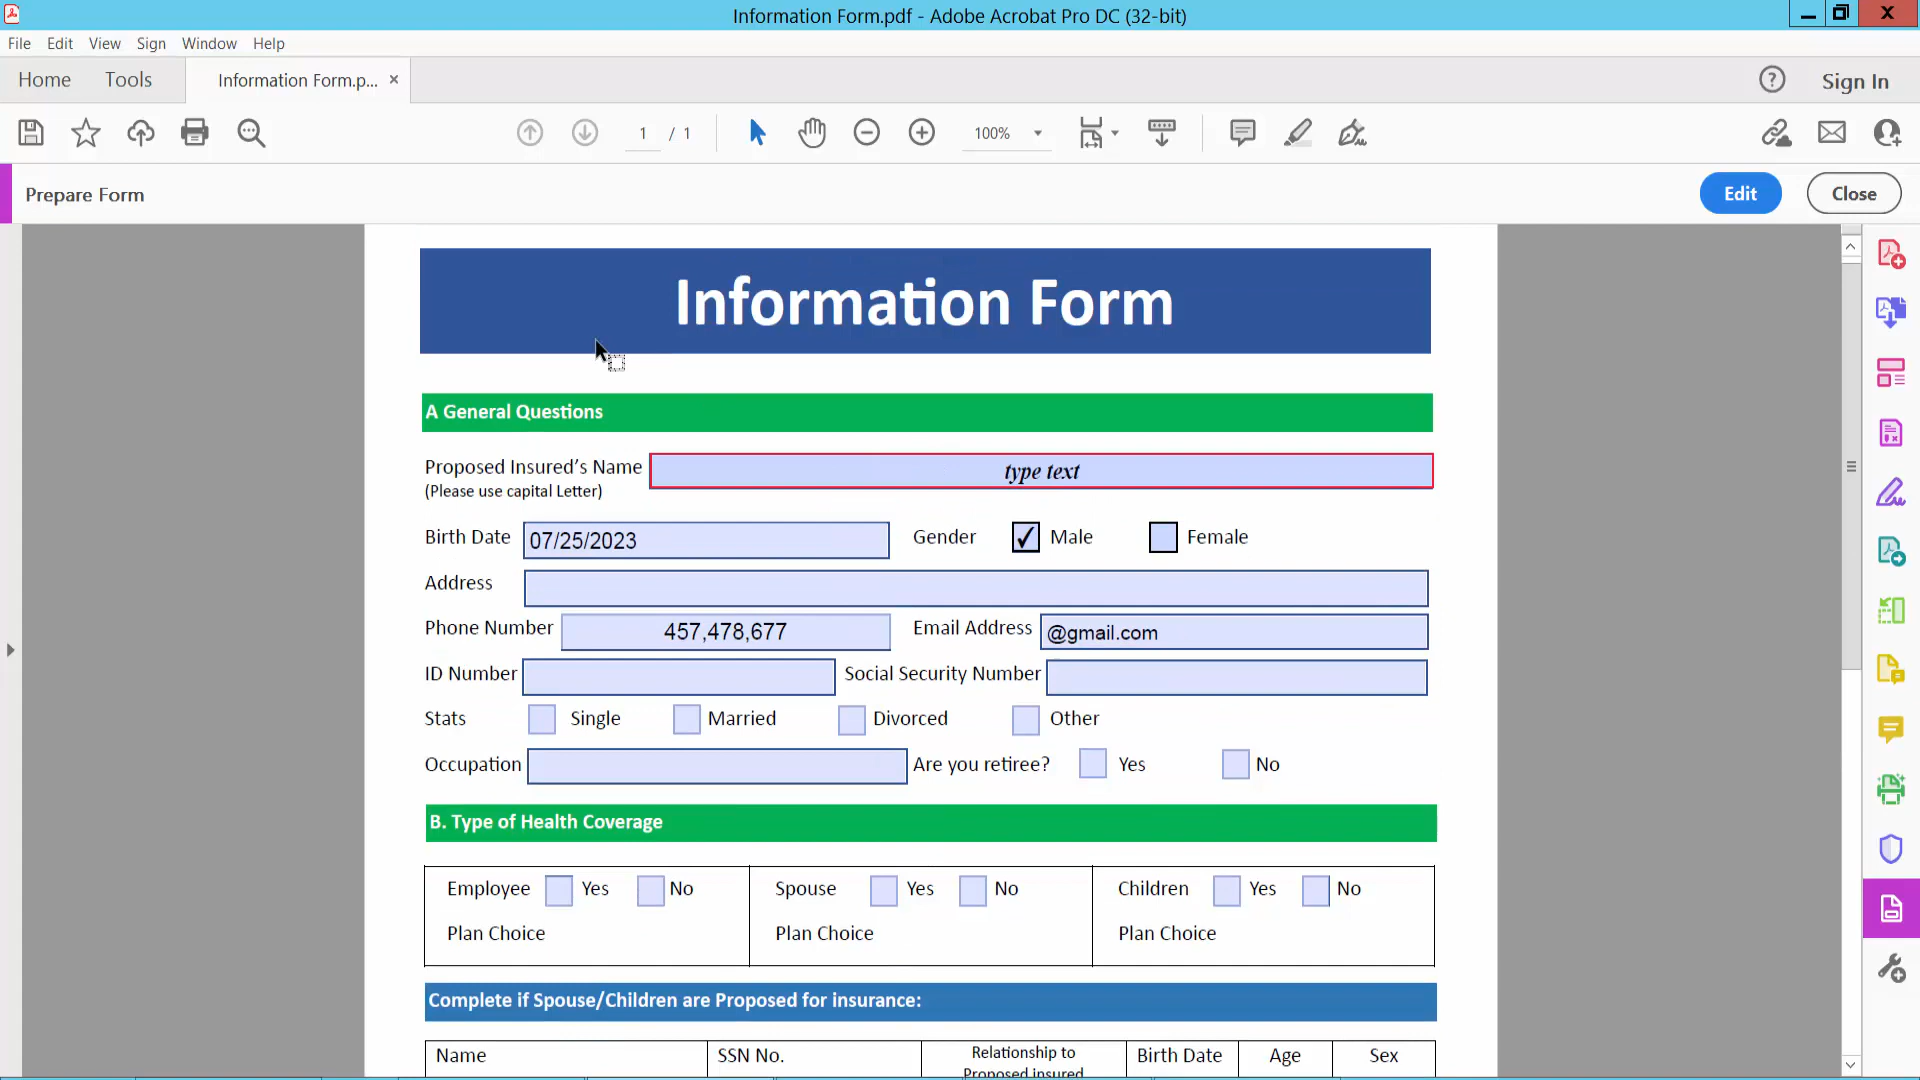 Information Form.pdf - Adobe Acrobat Pro DC (32-bit)
File Edit View Sign Window Help
Home Tools Information Form.p... × Sign In
1 / 1 100%
Prepare Form Edit Close
Information Form
A General Questions
Proposed Insured's Name type text
(Please use capital Letter)
Birth Date 07/25/2023 Gender Male Female
Address
Phone Number 457,478,677 Email Address @gmail.com
ID Number Social Security Number
Stats Single Married Divorced Other
Occupation Are you retiree? Yes No
B. Type of Health Coverage
Employee Yes No Spouse Yes No Children Yes No
Plan Choice Plan Choice Plan Choice
Complete if Spouse/Children are Proposed for insurance:
Name SSN No. Relationship to Birth Date Age Sex
Proposed insured